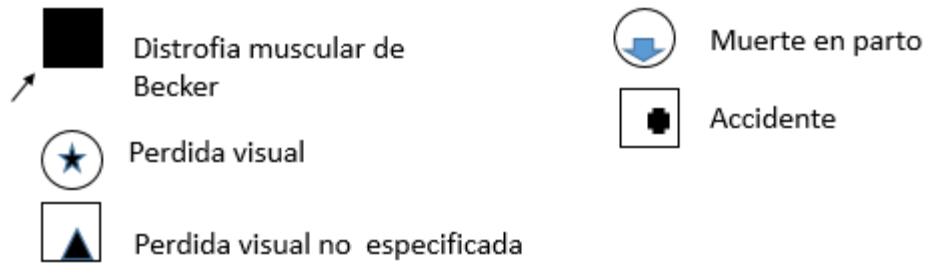 Distrofia muscular de
Becker
Perdida visual
Perdida visual no especificada
Muerte en parto
Accidente